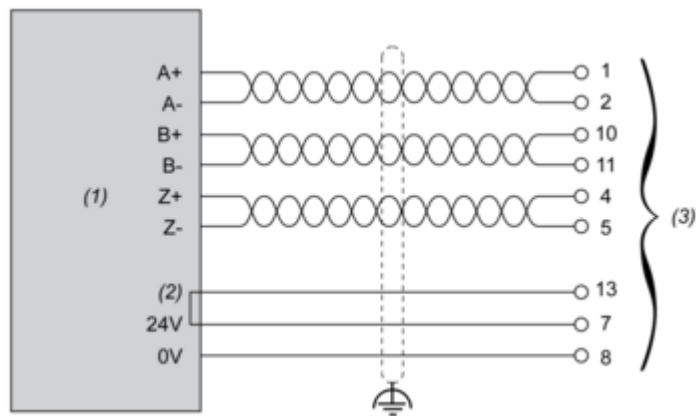 A+ 1
A- 2
B+ 10
B- 11
(1) Z+ 4 (3)
Z- 5
(2) 13
24V 7
0V 8